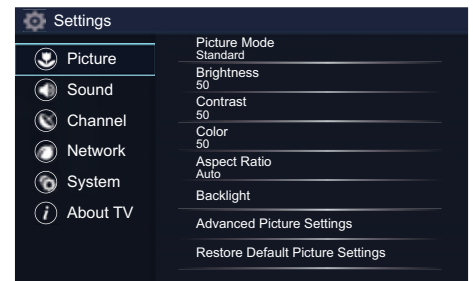 Settings
Picture
Sound
Channel
Network
System
About TV
Picture Mode
Standard
Brightness
50
Contrast
50
Color
50
Aspect Ratio
Auto
Backlight
Advanced Picture Settings
Restore Default Picture Settings